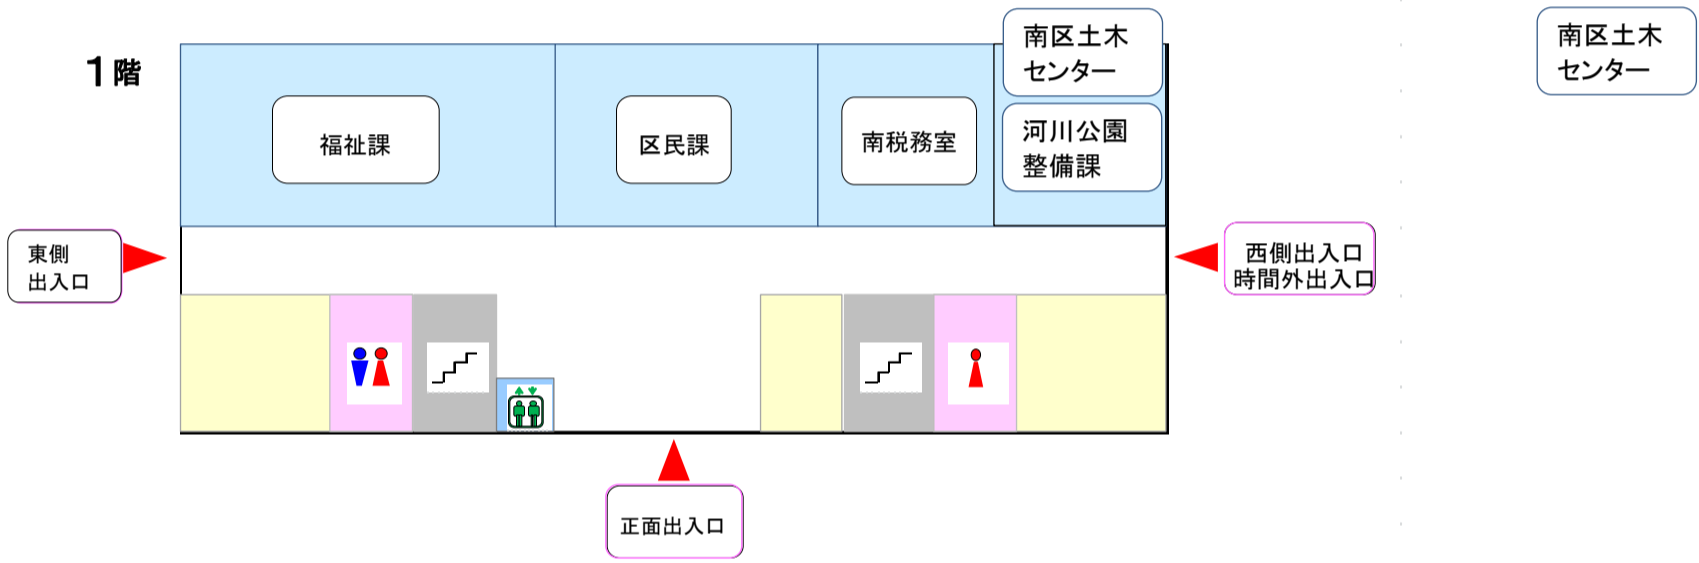 1階
福祉課
区民課
南税務室
南区土木
センター
河川公園
整備課
南区土木
センター
東側
出入口
西側出入口
時間外出入口
正面出入口